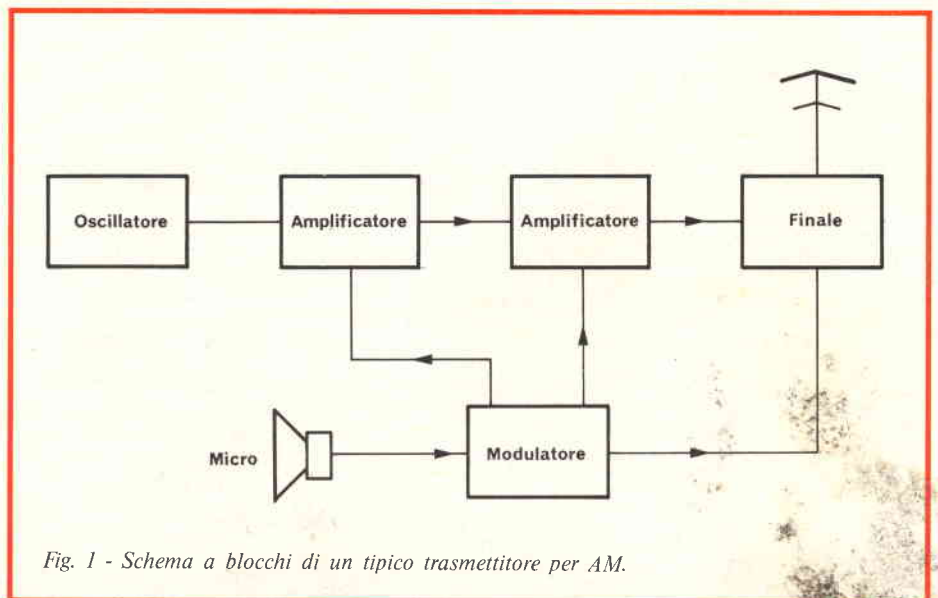 Oscillatore
Amplificatore
Amplificatore
Finale
Micro
Modulatore
Fig. 1 - Schema a blocchi di un tipico trasmettitore per AM.